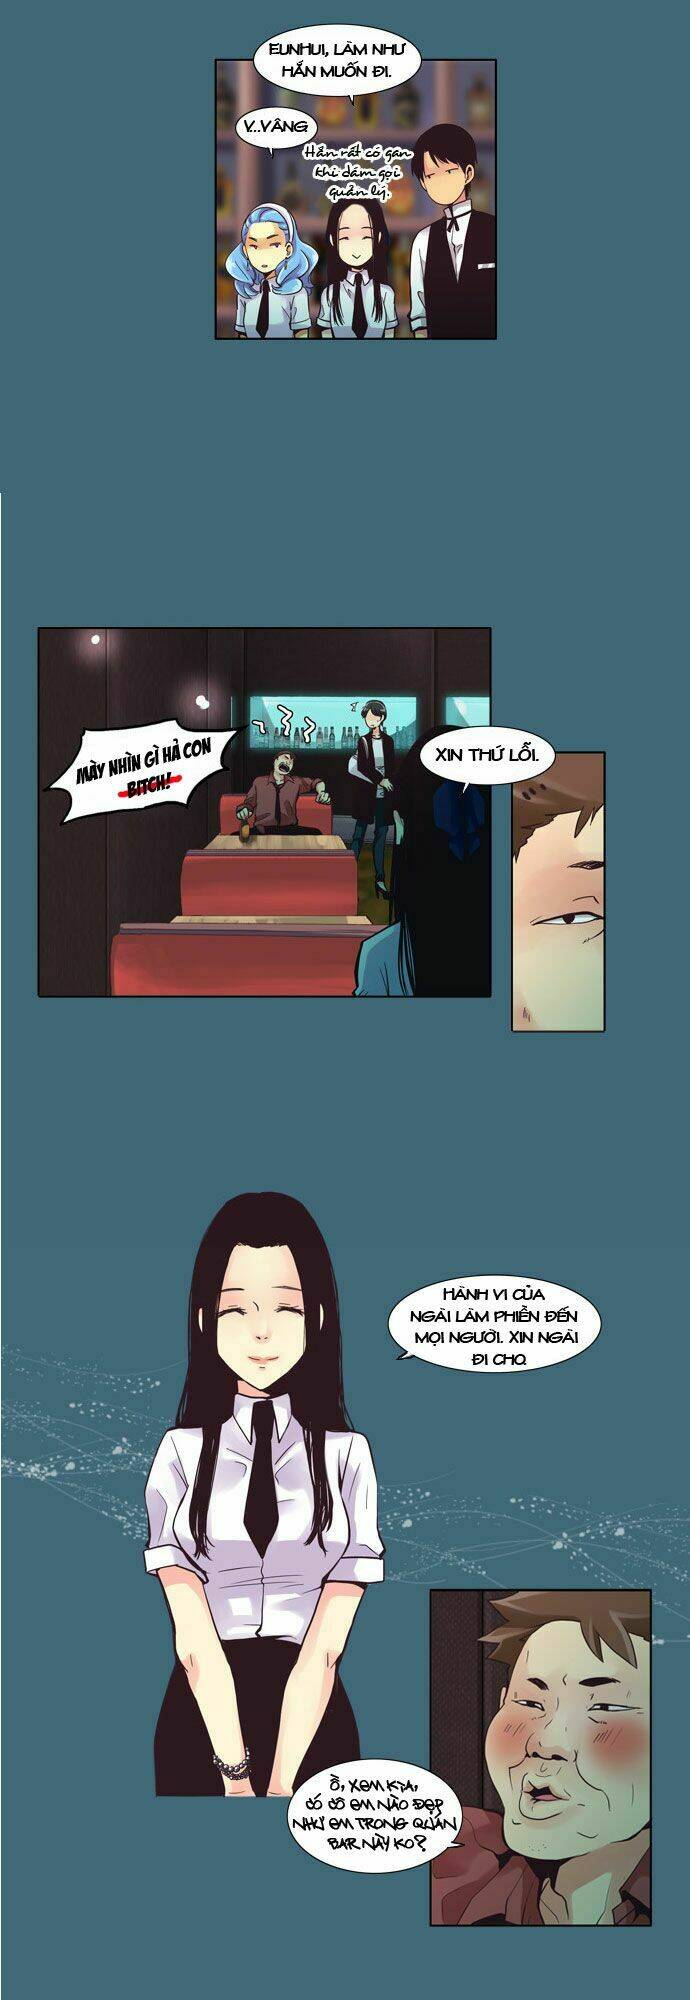 EUNHUI, LÀM NHƯ
HẮN MUỐN ĐI.
V...VÂNG
Hắn rất có gan
khi dám gọi
quản lý.
MÀY NHÌN GÌ HẢ CON
BITCH!
XIN THỨ LỖI.
HÀNH VI CỦA
NGÀI LÀM PHIỀN ĐẾN
MỌI NGƯỜI. XIN NGÀI
ĐI CHO.
Ồ, XEM KÌA,
CÓ CÔ EM NÀO ĐẸP
NHƯ EM TRONG QUÁN
BAR NÀY KO?